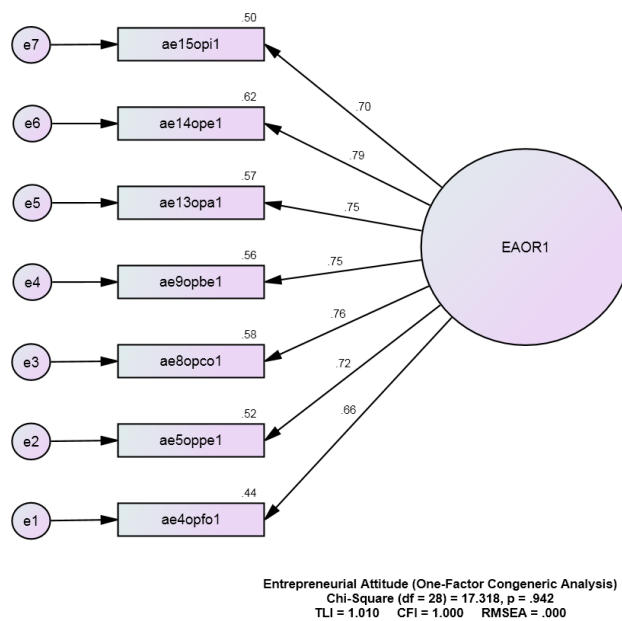 .50
e7 ae15opi1
.70
.62
e6 ae14ope1
.79
.57
e5 ae13opa1
.75
EAOR1
.56
e4 ae9opbe1
.75
.58
e3 ae8opco1
.76
.52
e2 ae5oppe1
.72
.44
e1 ae4opfo1
.66
Entrepreneurial Attitude (One-Factor Congeneric Analysis)
Chi-Square (df = 28) = 17.318, p = .942
TLI = 1.010 CFI = 1.000 RMSEA = .000